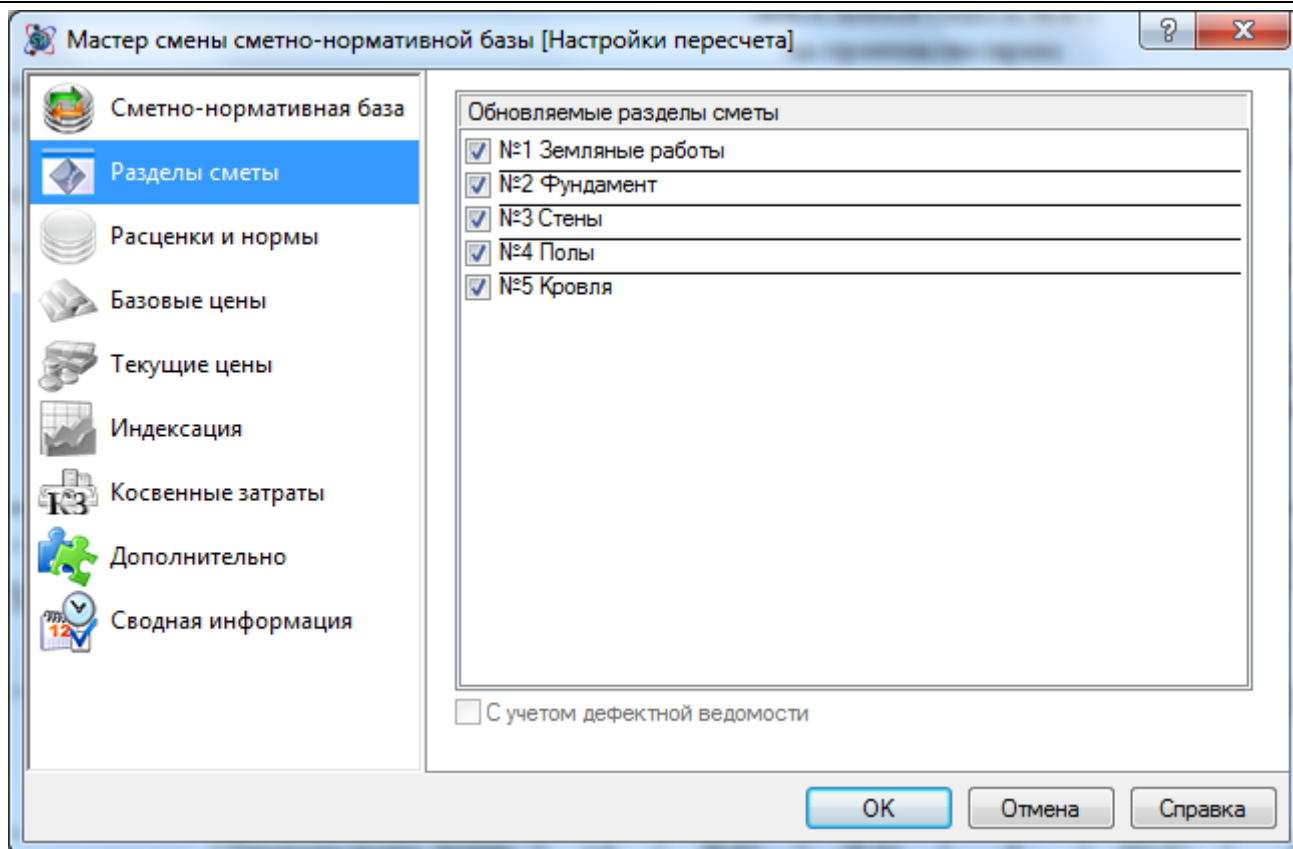 Мастер смены сметно-нормативной базы [Настройки пересчета]
Сметно-нормативная база
Разделы сметы
Расценки и нормы
Базовые цены
Текущие цены
Индексация
Косвенные затраты
Дополнительно
Сводная информация
Обновляемые разделы сметы
№1 Земляные работы
№2 Фундамент
№3 Стены
№4 Полы
№5 Кровля
С учетом дефектной ведомости
OK
Отмена
Справка